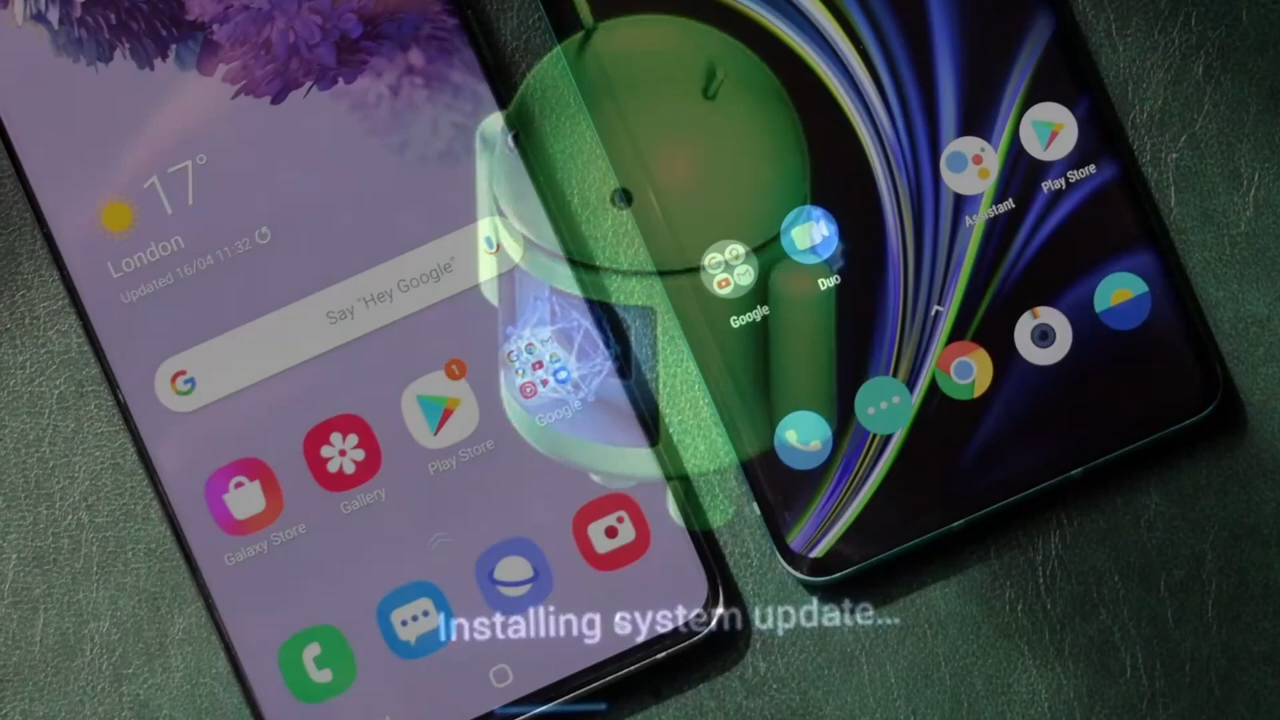 17°
London
Updated 16/04 11:32
Say "Hey Google"
Play Store
Assistant
Duo
Google
1
Google
Play Store
Gallery
Galaxy Store
Installing system update...